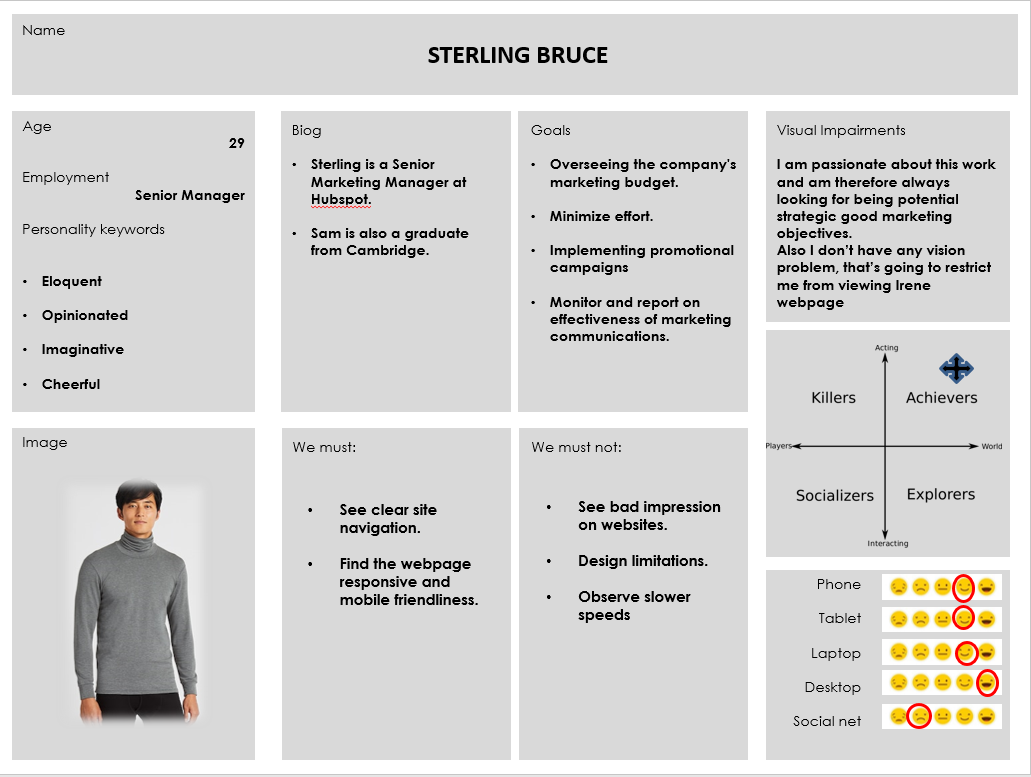 Name
STERLING BRUCE
Age
29
Employment
Senior Manager
Personality keywords
• Eloquent
• Opinionated
• Imaginative
• Cheerful
Biog
• Sterling is a Senior
Marketing Manager at
Hubspot.
• Sam is also a graduate
from Cambridge.
Goals
• Overseeing the company's
marketing budget.
• Minimize effort.
• Implementing promotional
campaigns
• Monitor and report on
effectiveness of marketing
communications.
Visual Impairments
I am passionate about this work
and am therefore always
looking for being potential
strategic good marketing
objectives.
Also I don't have any vision
problem, that's going to restrict
me from viewing Irene
webpage
Acting
Killers
Achievers
Players
World
Socializers
Explorers
Interacting
Image
We must:
• See clear site
navigation.
• Find the webpage
responsive and
mobile friendliness.
We must not:
• See bad impression
on websites.
• Design limitations.
• Observe slower
speeds
Phone
Tablet
Laptop
Desktop
Social net